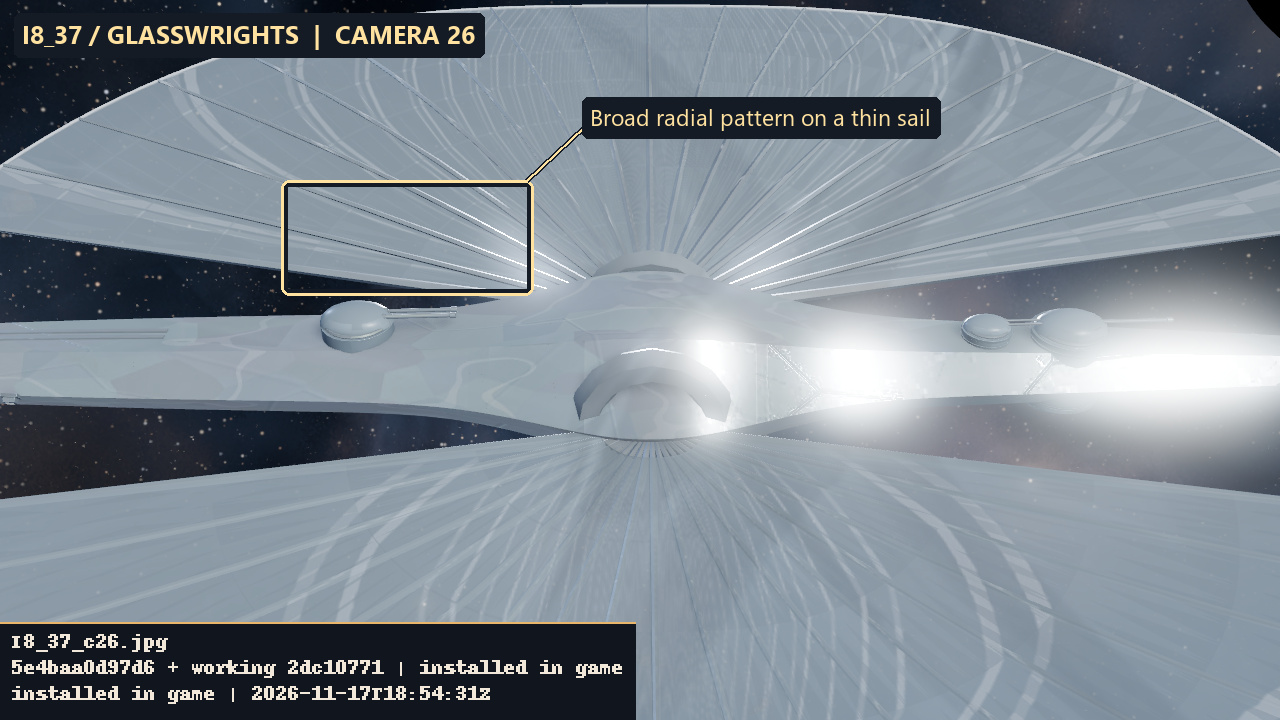 I8_37 / GLASSWRIGHTS | CAMERA 26
Broad radial pattern on a thin sail
I8_37_c26.jpg
5e4baa0d97d6 + working 2dc10771 | installed in game
installed in game | 2026-11-17T18:54:31Z